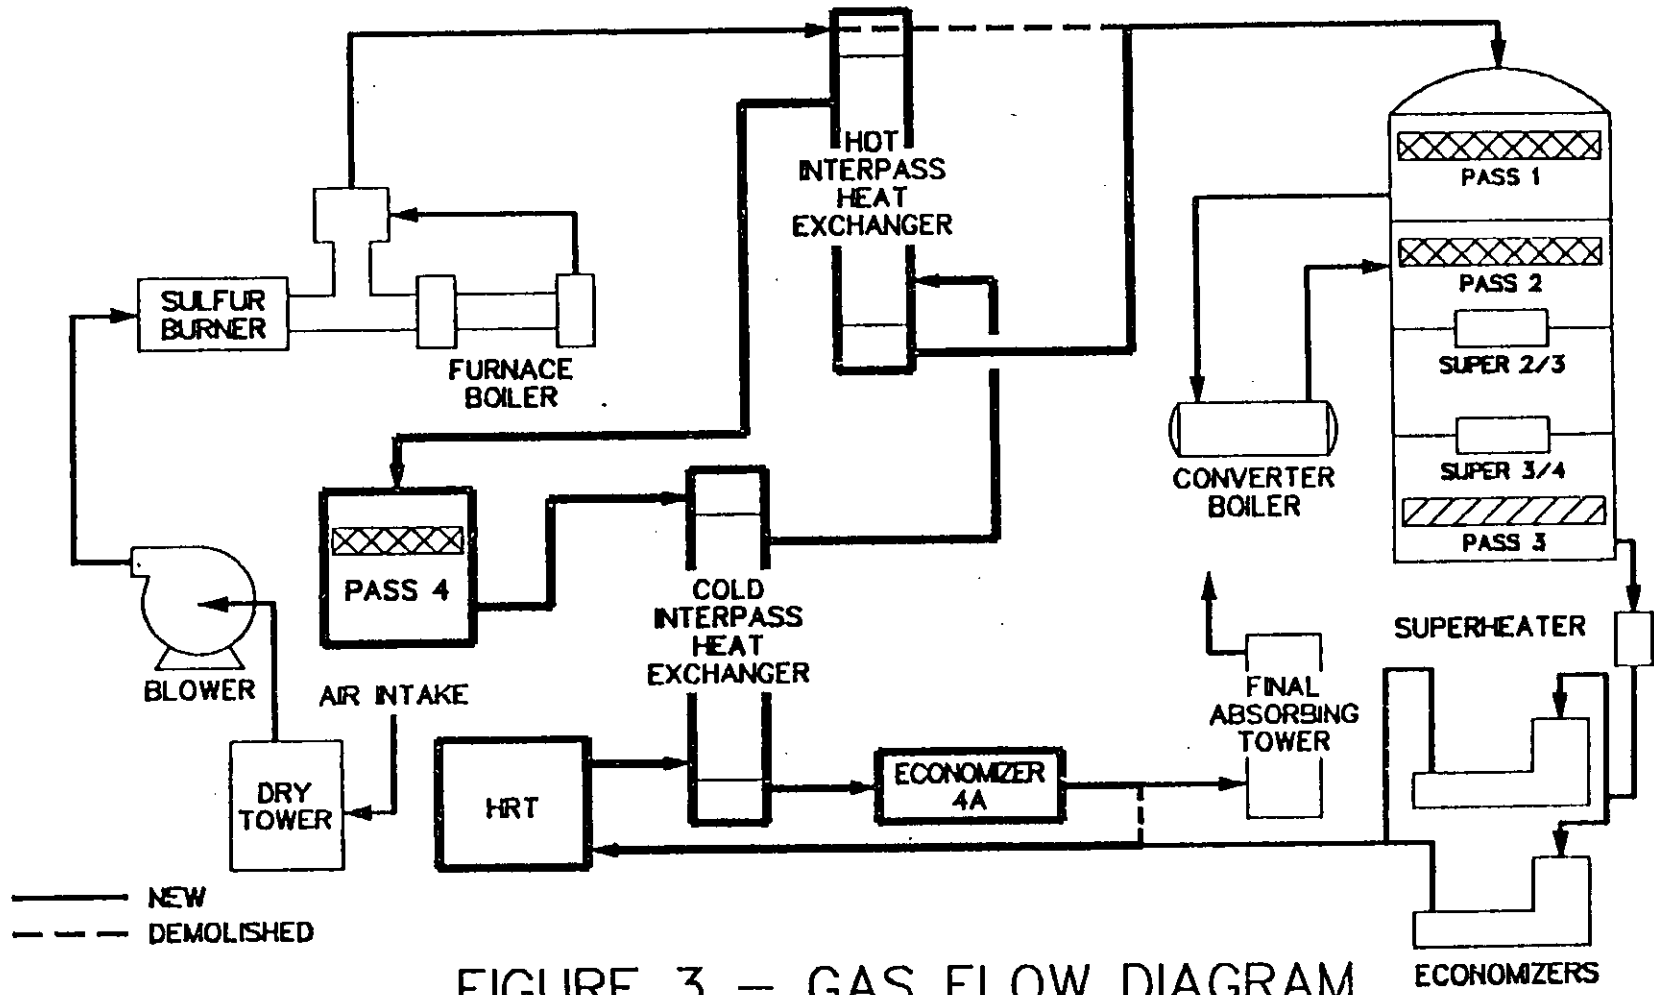 HOT
INTERPASS
HEAT
EXCHANGER
PASS 1
PASS 2
SUPER 2/3
SUPER 3/4
PASS 3
SULFUR
BURNER
FURNACE
BOILER
CONVERTER
BOILER
PASS 4
COLD
INTERPASS
HEAT
EXCHANGER
SUPERHEATER
BLOWER
AIR INTAKE
FINAL
ABSORBING
TOWER
DRY
TOWER
HRT
ECONOMIZER
4A
NEW
DEMOLISHED
ECONOMIZERS
FIGURE 3 - GAS FLOW DIAGRAM